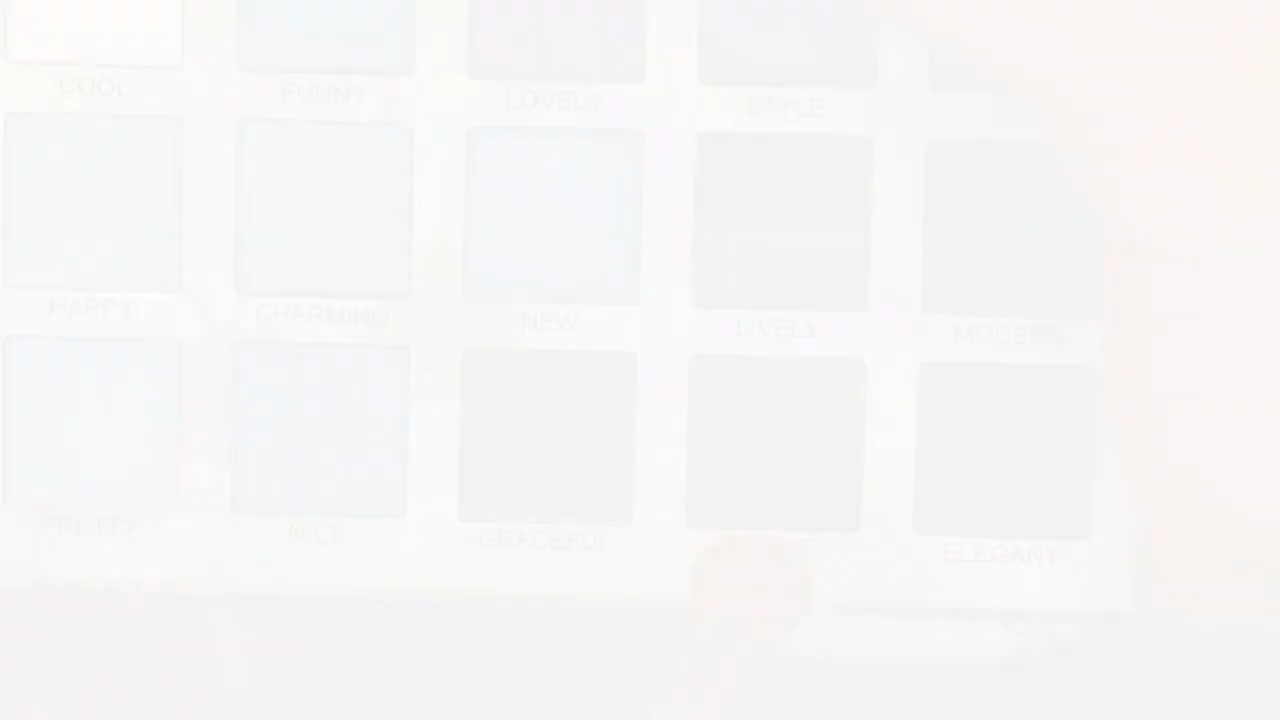 COOL FUNNY LOVELY STYLE
HAPPY CHARMING NEW LIVELY MODERN
PRETTY NICE GRACEFUL ELEGANT